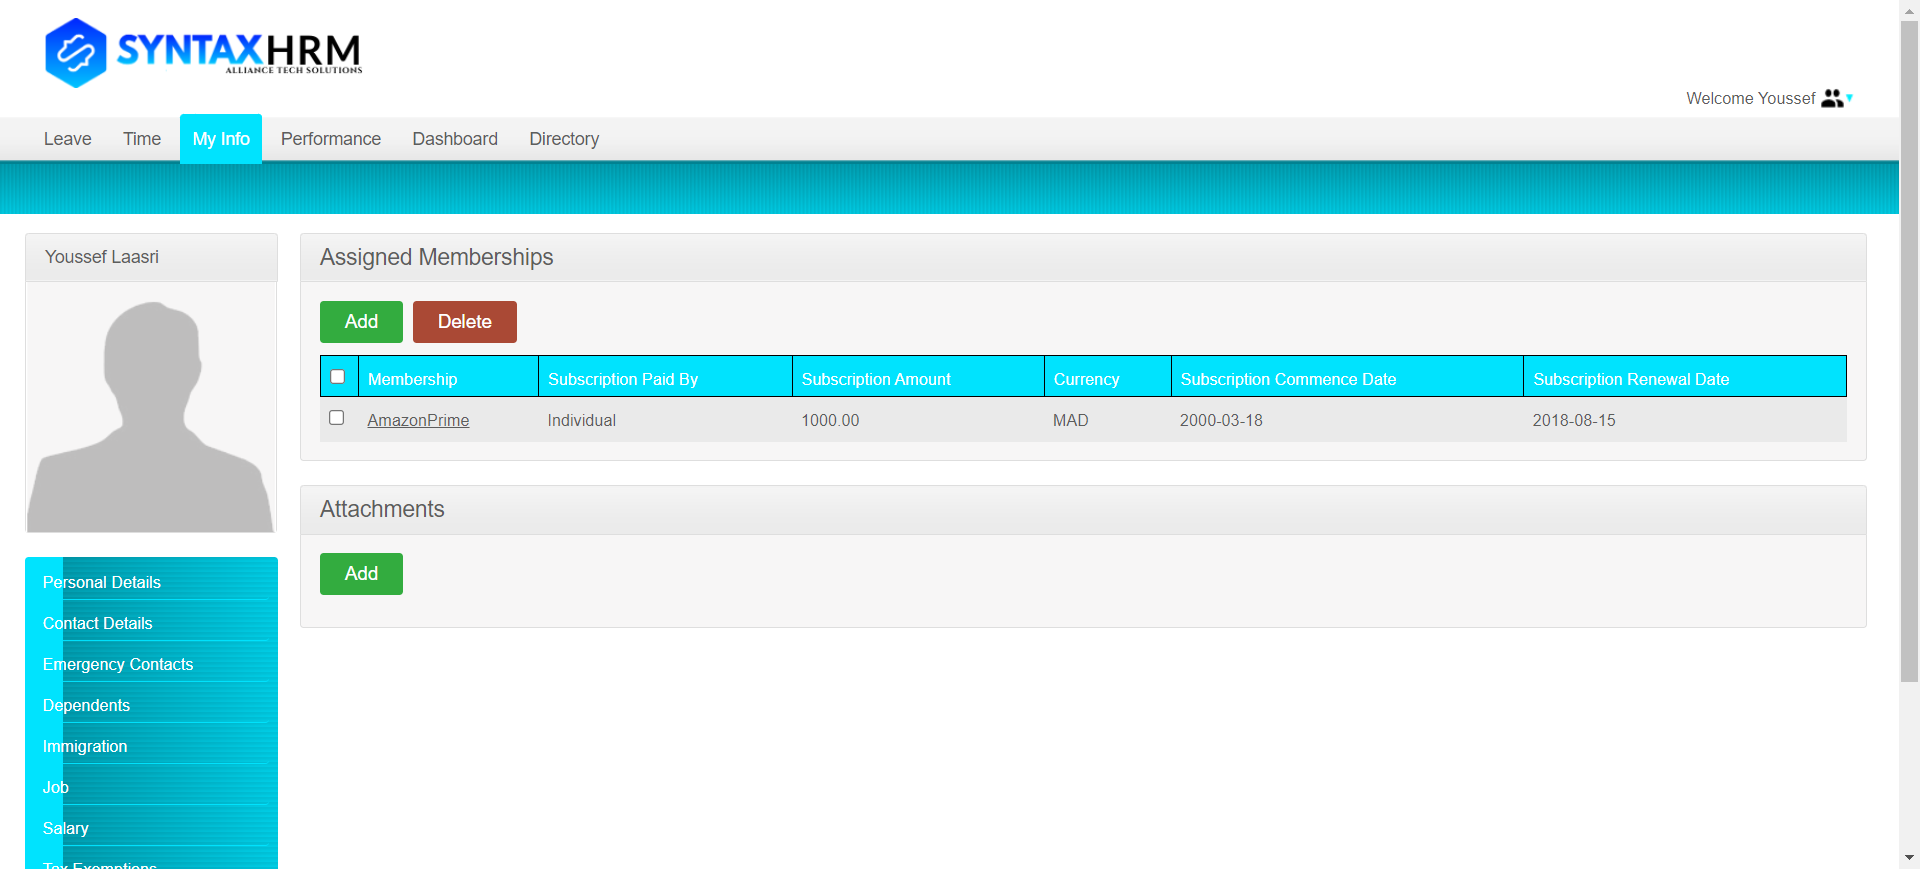 SYNTAXHRM
ALLIANCE TECH SOLUTIONS
Welcome Youssef
Leave Time My Info Performance Dashboard Directory
Youssef Laasri
Assigned Memberships
Add Delete
Membership Subscription Paid By Subscription Amount Currency Subscription Commence Date Subscription Renewal Date
AmazonPrime Individual 1000.00 MAD 2000-03-18 2018-08-15
Attachments
Add
Personal Details
Contact Details
Emergency Contacts
Dependents
Immigration
Job
Salary
Tax Exemptions